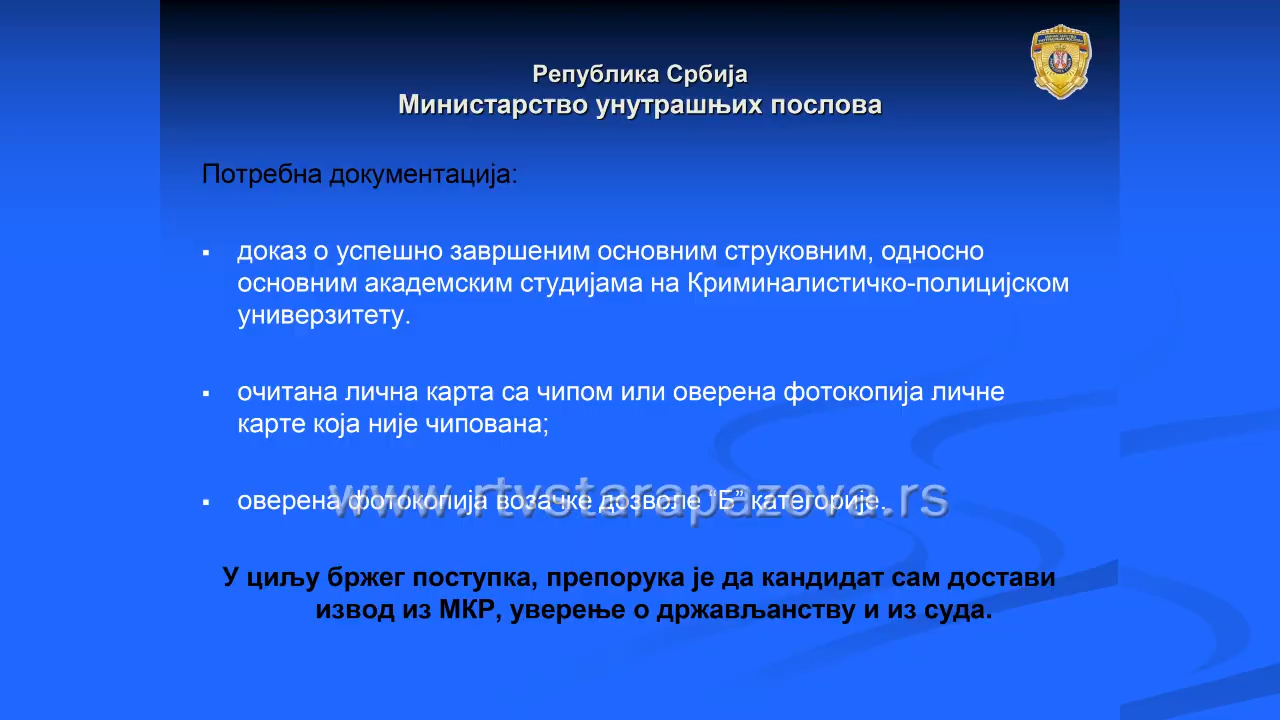 Република Србија
Министарство унутрашњих послова
Потребна документација:
▪ доказ о успешно завршеним основним струковним, односно
основним академским студијама на Криминалистичко-полицијском
универзитету.
▪ очитана лична карта са чипом или оверена фотокопија личне
карте која није чипована;
▪ оверена фотокопија возачке дозволе “Б” категорије.
www.rtvstarapazova.rs
У циљу бржег поступка, препорука је да кандидат сам достави
извод из МКР, уверење о држављанству и из суда.